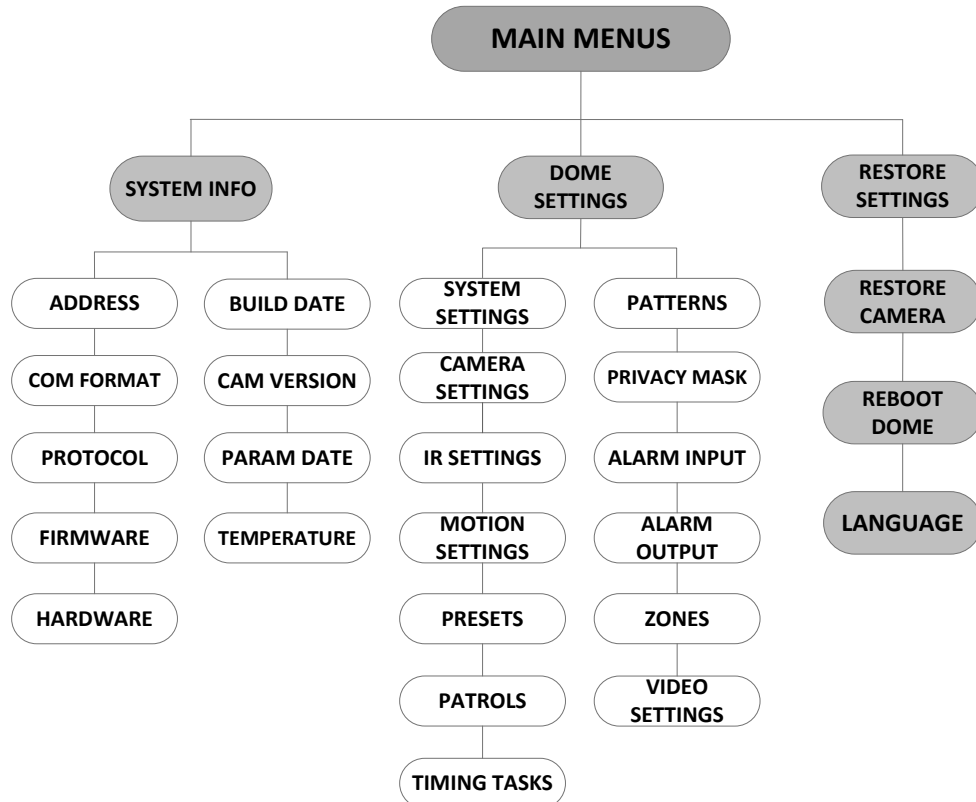 MAIN MENUS
SYSTEM INFO
DOME
SETTINGS
RESTORE
SETTINGS
ADDRESS
COM FORMAT
PROTOCOL
FIRMWARE
HARDWARE
BUILD DATE
CAM VERSION
PARAM DATE
TEMPERATURE
SYSTEM
SETTINGS
CAMERA
SETTINGS
IR SETTINGS
MOTION
SETTINGS
PRESETS
PATROLS
TIMING TASKS
PATTERNS
PRIVACY MASK
ALARM INPUT
ALARM
OUTPUT
ZONES
VIDEO
SETTINGS
RESTORE
CAMERA
REBOOT
DOME
LANGUAGE